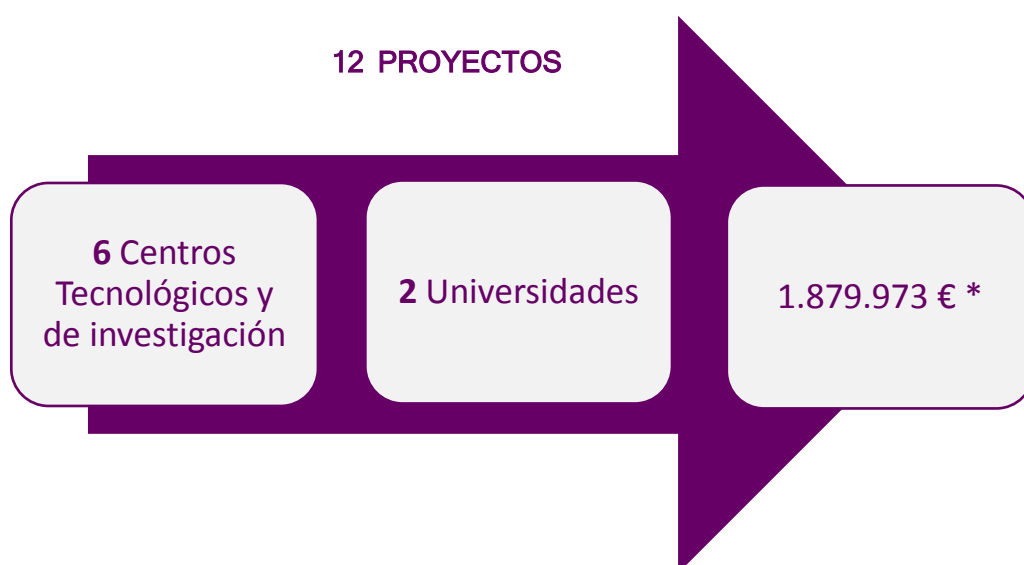 12 PROYECTOS
6 Centros
Tecnológicos y
de investigación
2 Universidades
1.879.973 € *